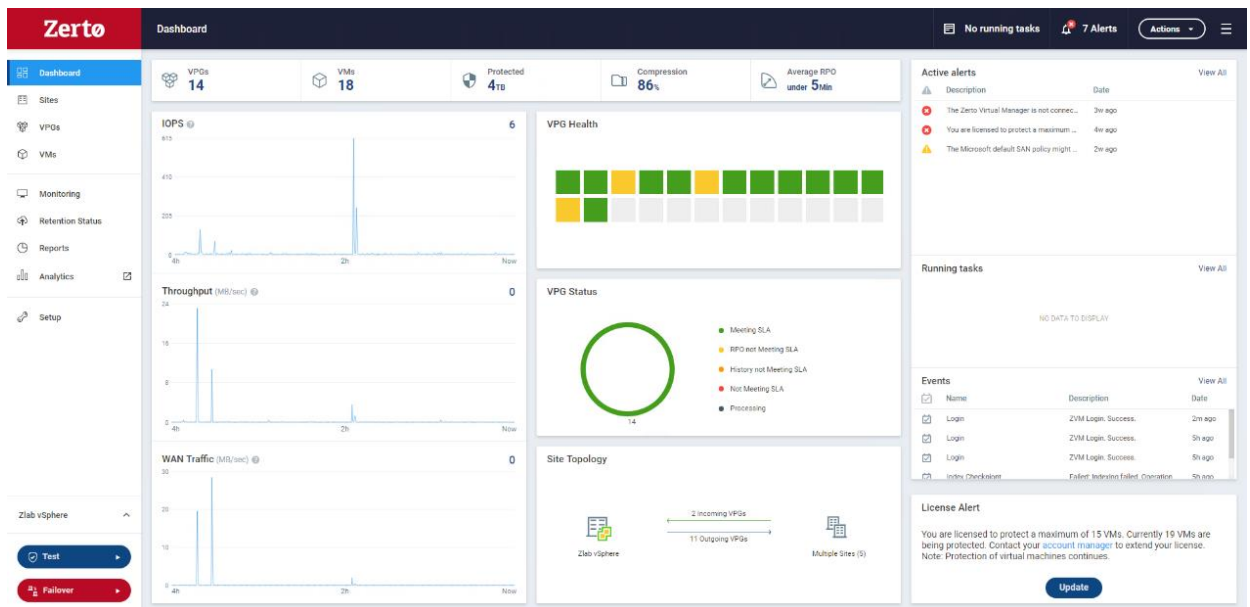 Zertø
Dashboard
No running tasks
7 Alerts
Actions
Dashboard
Sites
VPGs
VMs
Monitoring
Retention Status
Reports
Analytics
Setup
Zlab vSphere
Test
Failover
VPGs
14
VMs
18
Protected
4TB
Compression
86%
Average RPO
under 5Min
IOPS
6
615
410
205
0
4h
2h
Now
Throughput (MB/sec)
0
24
16
8
0
4h
2h
Now
WAN Traffic (MB/sec)
0
30
20
10
0
4h
2h
Now
VPG Health
VPG Status
Meeting SLA
RPO not Meeting SLA
History not Meeting SLA
Not Meeting SLA
Processing
14
Site Topology
2 Incoming VPGs
11 Outgoing VPGs
Zlab vSphere
Multiple Sites (5)
Active alerts
View All
Description Date
The Zerto Virtual Manager is not connec... 3w ago
You are licensed to protect a maximum ... 4w ago
The Microsoft default SAN policy might ... 2w ago
Running tasks
View All
NO DATA TO DISPLAY
Events
View All
Name Description Date
Login ZVM Login. Success. 2m ago
Login ZVM Login. Success. 5h ago
Login ZVM Login. Success. 5h ago
Index Checkpoint Failed: Indexing failed. Operation 5h ago
License Alert
You are licensed to protect a maximum of 15 VMs. Currently 19 VMs are
being protected. Contact your account manager to extend your license.
Note: Protection of virtual machines continues.
Update